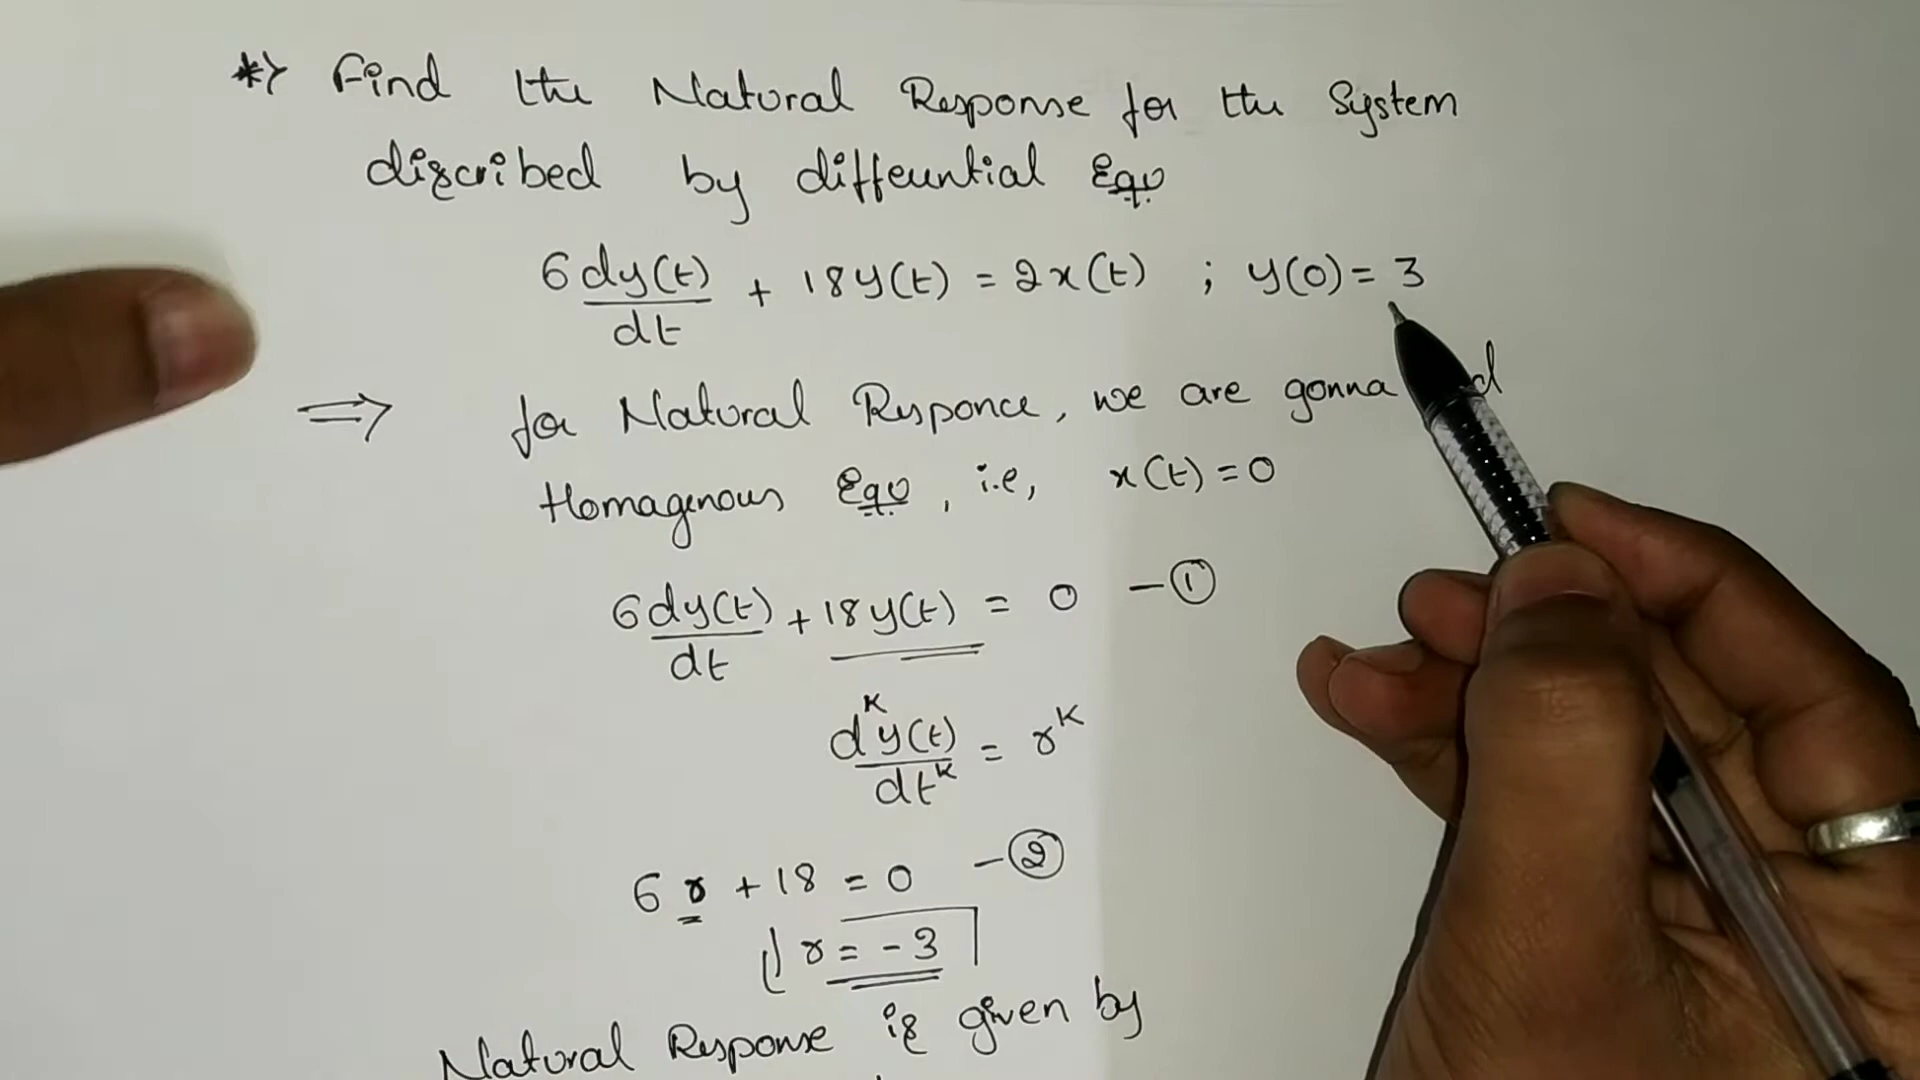 *> Find the Natural Response for the System
discribed by differential Eqn
6 dy(t)/dt + 18y(t) = 2x(t) ; y(0) = 3
⇒ for Natural Responce, we are gonna
Homagenous Eqn, i.e, x(t) = 0
6 dy(t)/dt + 18y(t) = 0 — ①
d^k y(t)/dt^k = r^k
6r + 18 = 0 — ②
r = -3
Natural Response is given by